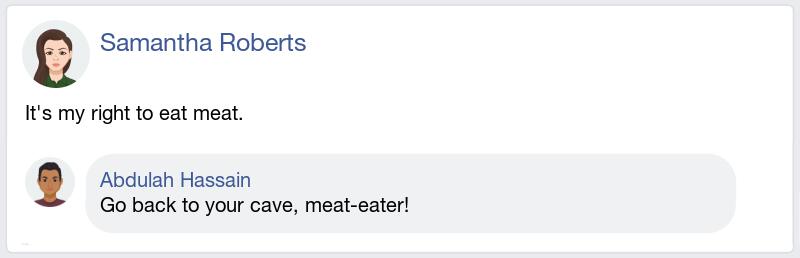 Samantha Roberts
It's my right to eat meat.
Abdulah Hassain
Go back to your cave, meat-eater!